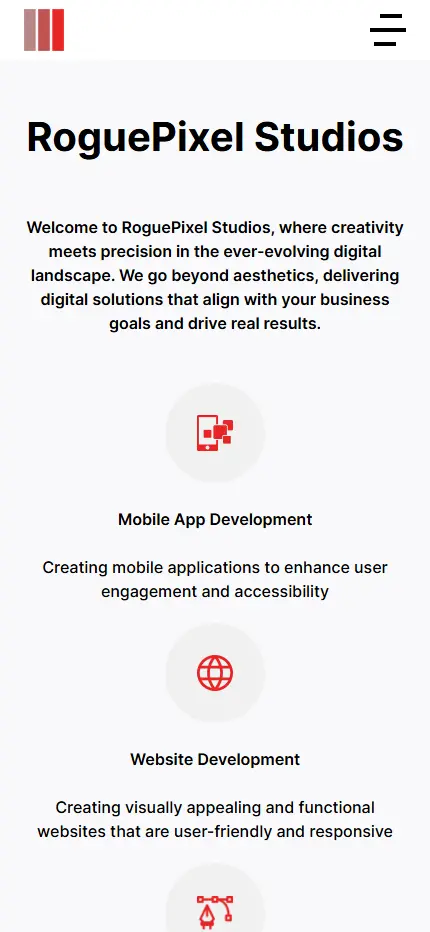 RoguePixel Studios
Welcome to RoguePixel Studios, where creativity
meets precision in the ever-evolving digital
landscape. We go beyond aesthetics, delivering
digital solutions that align with your business
goals and drive real results.
Mobile App Development
Creating mobile applications to enhance user
engagement and accessibility
Website Development
Creating visually appealing and functional
websites that are user-friendly and responsive